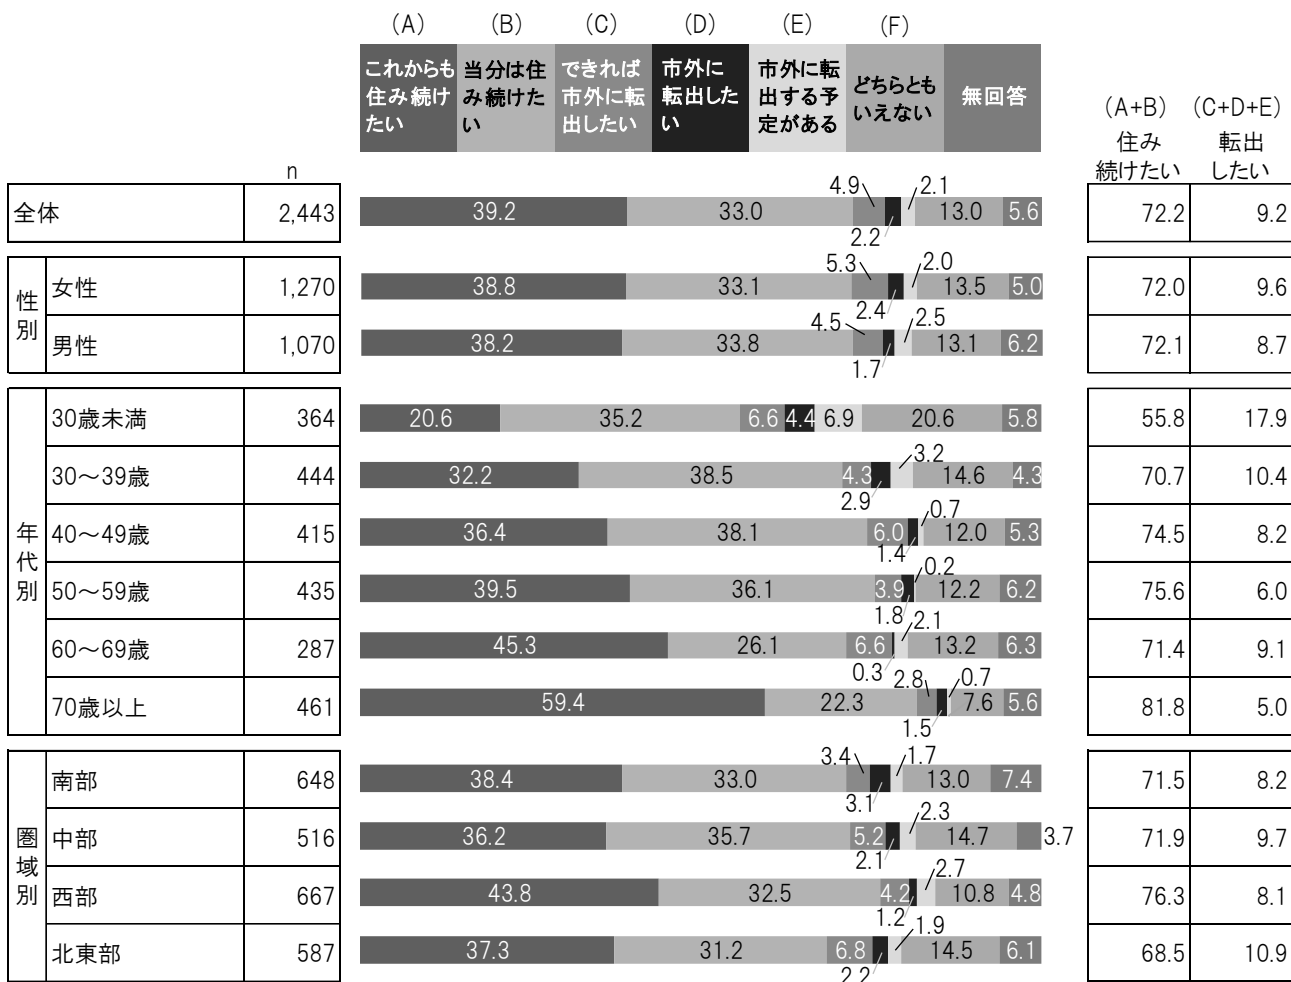 (A) (B) (C) (D) (E) (F)
これからも住み続けたい 当分は住み続けたい できれば市外に転出したい 市外に転出したい 市外に転出する予定がある どちらともいえない 無回答
(A+B) 住み続けたい (C+D+E) 転出したい
n
全体 2,443 39.2 33.0 4.9 2.2 2.1 13.0 5.6 72.2 9.2
性別
女性 1,270 38.8 33.1 5.3 2.4 2.0 13.5 5.0 72.0 9.6
男性 1,070 38.2 33.8 4.5 1.7 2.5 13.1 6.2 72.1 8.7
年代別
30歳未満 364 20.6 35.2 6.6 4.4 6.9 20.6 5.8 55.8 17.9
30～39歳 444 32.2 38.5 4.3 2.9 3.2 14.6 4.3 70.7 10.4
40～49歳 415 36.4 38.1 6.0 1.4 0.7 12.0 5.3 74.5 8.2
50～59歳 435 39.5 36.1 3.9 1.8 0.2 12.2 6.2 75.6 6.0
60～69歳 287 45.3 26.1 6.6 0.3 2.1 13.2 6.3 71.4 9.1
70歳以上 461 59.4 22.3 2.8 1.5 0.7 7.6 5.6 81.8 5.0
圏域別
南部 648 38.4 33.0 3.4 3.1 1.7 13.0 7.4 71.5 8.2
中部 516 36.2 35.7 5.2 2.1 2.3 14.7 3.7 71.9 9.7
西部 667 43.8 32.5 4.2 1.2 2.7 10.8 4.8 76.3 8.1
北東部 587 37.3 31.2 6.8 2.2 1.9 14.5 6.1 68.5 10.9